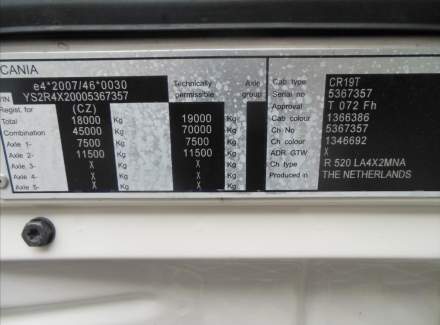 CANIA
e4*2007/46*0030
VIN YS2R4X20005367357
Regist. for (CZ) Technically permissible Axle group
Total 18000 Kg 19000 Kg
Combination 45000 Kg 70000 Kg
Axle 1- 7500 Kg 7500 Kg
Axle 2- 11500 Kg 11500 Kg
Axle 3- X Kg X Kg
Axle 4- X Kg X Kg
Axle 5- X Kg X Kg
Cab type CR19T
Serial no 5367357
Approval T 072 Fh
Cab colour 1366386
Ch No 5367357
Ch colour 1346692
ADR. GTW X
Ch type R 520 LA4X2MNA
Produced in THE NETHERLANDS